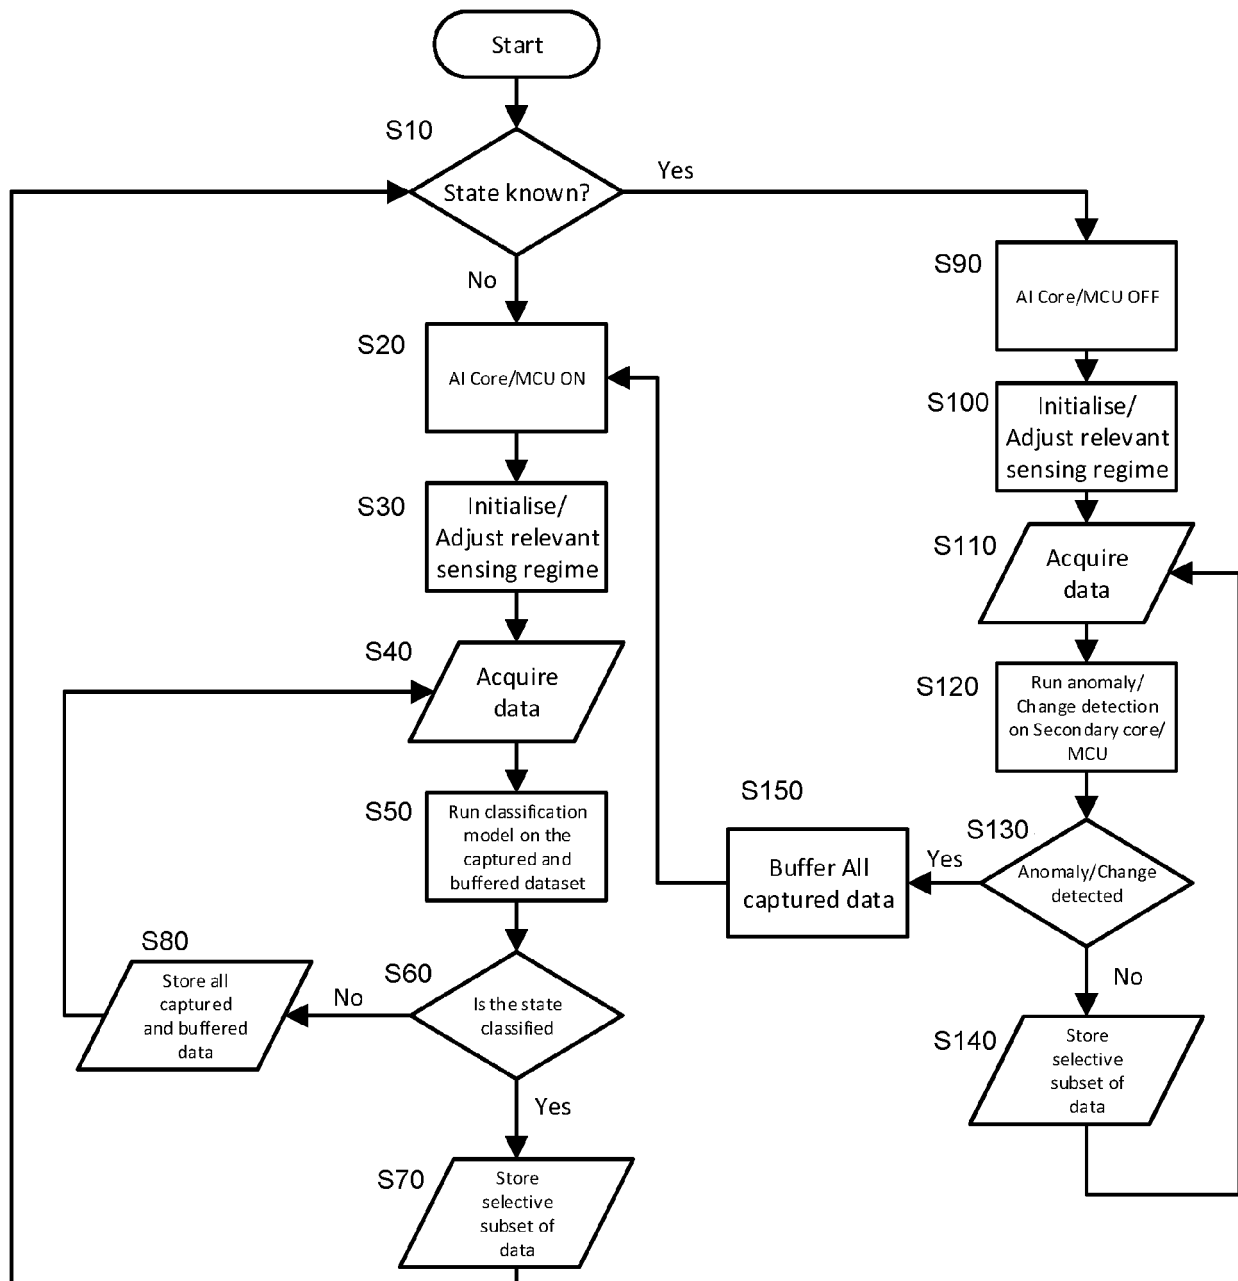 Start
S10
State known?
Yes
No
S20
AI Core/MCU ON
S30
Initialise/
Adjust relevant
sensing regime
S40
Acquire
data
S50
Run classification
model on the
captured and
buffered dataset
S60
Is the state
classified
No
S80
Store all
captured
and buffered
data
Yes
S70
Store
selective
subset of
data
S90
AI Core/MCU OFF
S100
Initialise/
Adjust relevant
sensing regime
S110
Acquire
data
S120
Run anomaly/
Change detection
on Secondary core/
MCU
S130
Anomaly/Change
detected
Yes
S150
Buffer All
captured data
No
S140
Store
selective
subset of
data